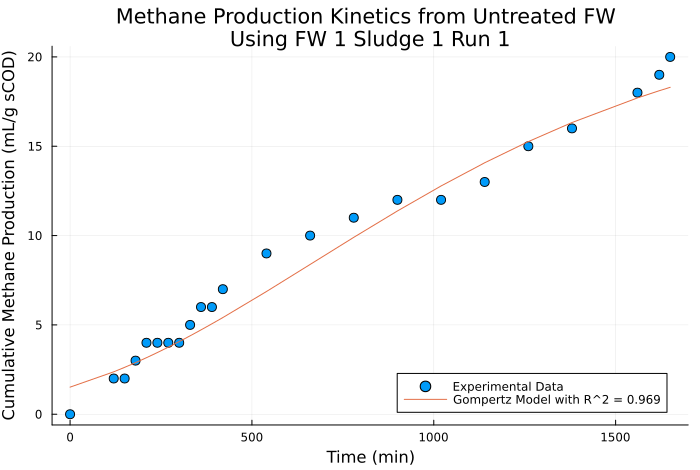 Methane Production Kinetics from Untreated FW
Using FW 1 Sludge 1 Run 1
Cumulative Methane Production (mL/g sCOD)
20
15
10
5
0
Experimental Data
Gompertz Model with R^2 = 0.969
0
500
1000
1500
Time (min)